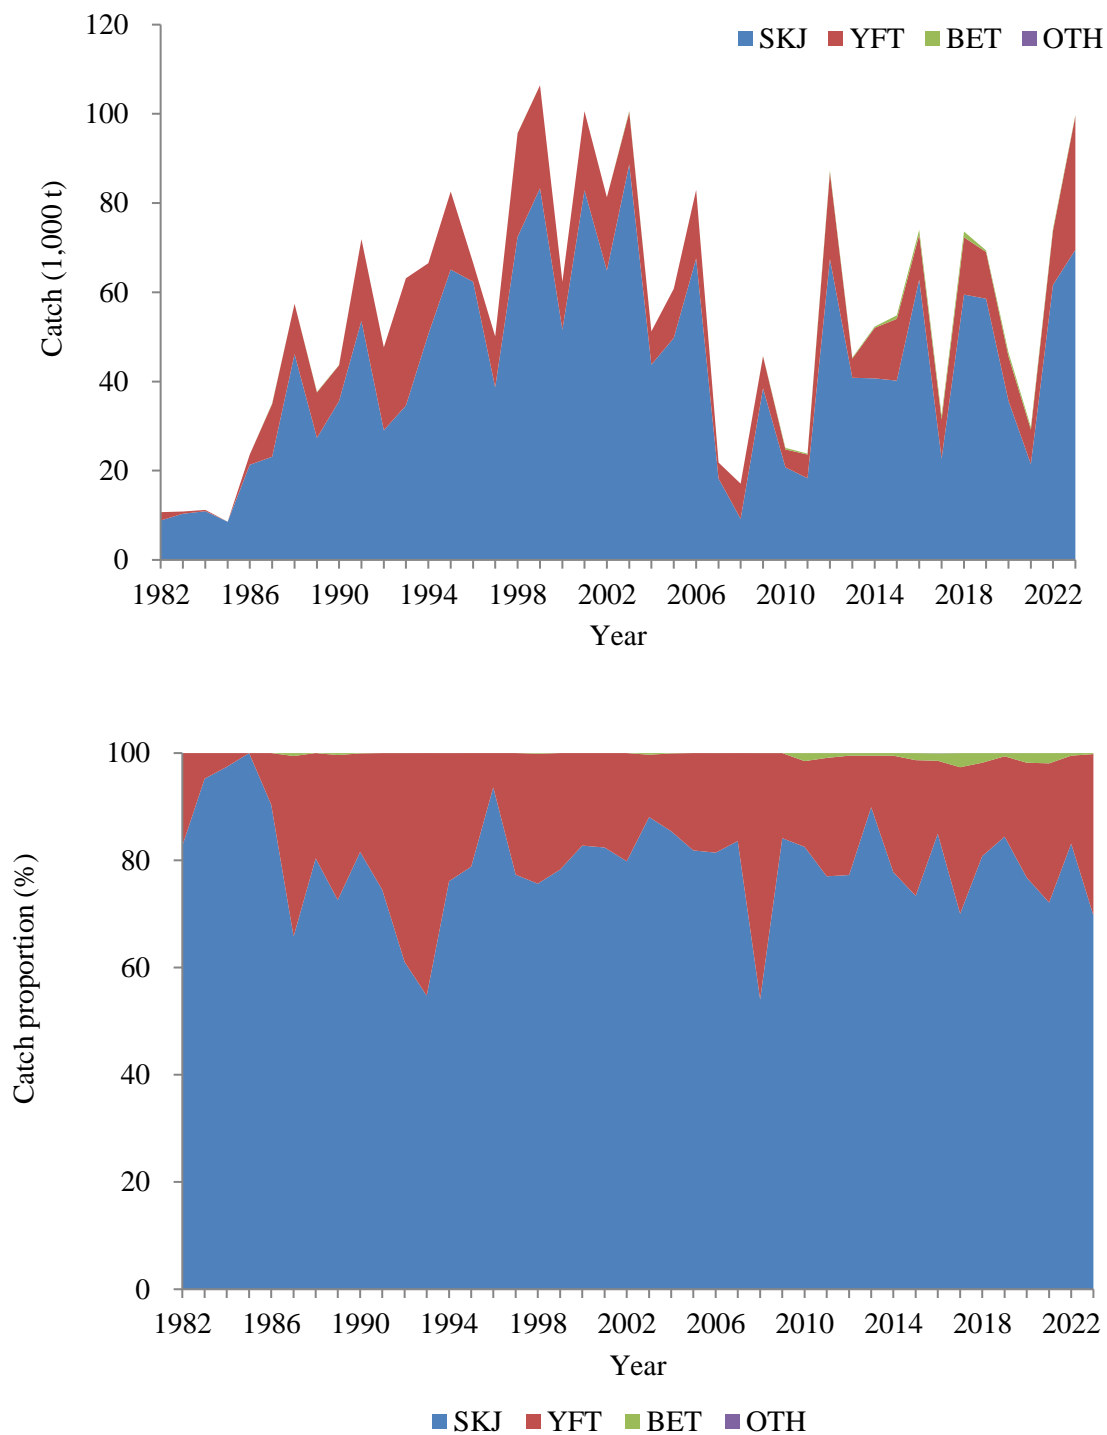 120
100
80
60
40
20
0
Catch (1,000 t)
SKJ YFT BET OTH
1982 1986 1990 1994 1998 2002 2006 2010 2014 2018 2022
Year
100
80
60
40
20
0
Catch proportion (%)
1982 1986 1990 1994 1998 2002 2006 2010 2014 2018 2022
Year
SKJ YFT BET OTH